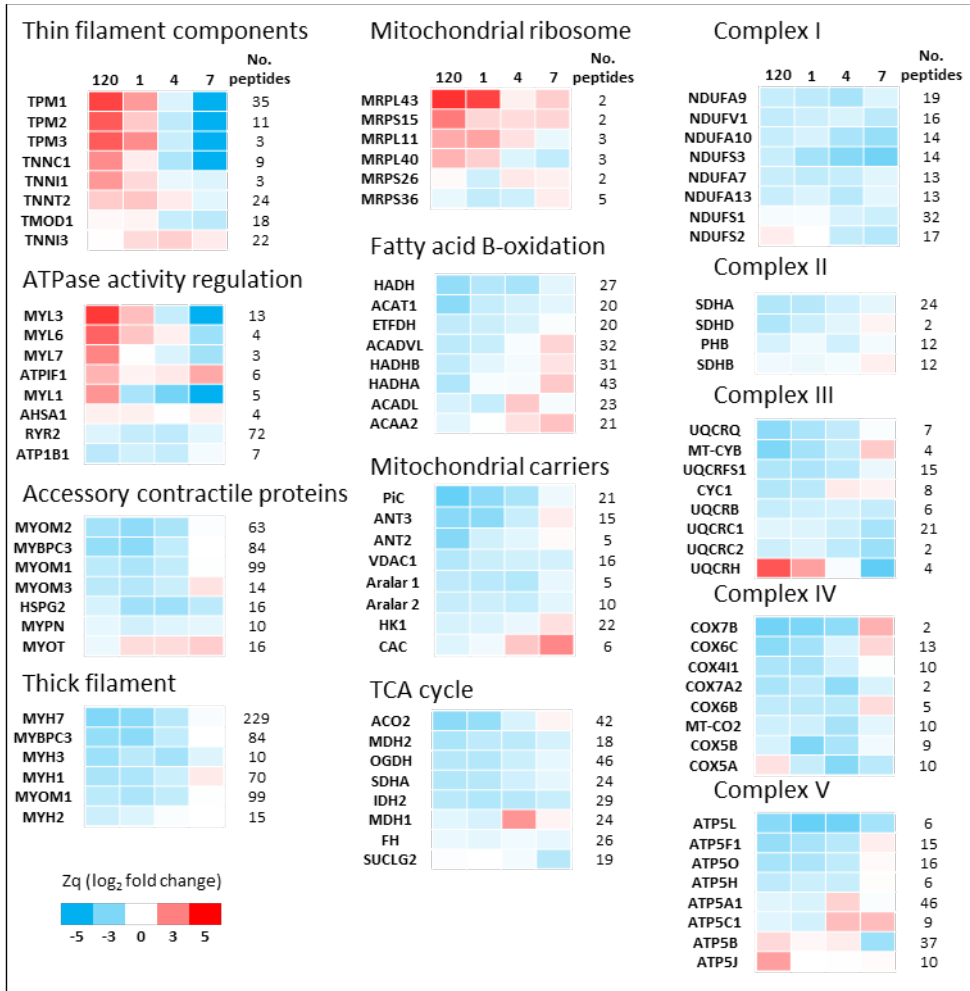 Thin filament components
No.
120 1 4 7 peptides
TPM1 35
TPM2 11
TPM3 3
TNNC1 9
TNNI1 3
TNNT2 24
TMOD1 18
TNNI3 22
ATPase activity regulation
MYL3 13
MYL6 4
MYL7 3
ATPIF1 6
MYL1 5
AHSA1 4
RYR2 72
ATP1B1 7
Accessory contractile proteins
MYOM2 63
MYBPC3 84
MYOM1 99
MYOM3 14
HSPG2 16
MYPN 10
MYOT 16
Thick filament
MYH7 229
MYBPC3 84
MYH3 10
MYH1 70
MYOM1 99
MYH2 15
Zq (log2 fold change)
-5 -3 0 3 5
Mitochondrial ribosome
No.
120 1 4 7 peptides
MRPL43 2
MRPS15 2
MRPL11 3
MRPL40 3
MRPS26 2
MRPS36 5
Fatty acid B-oxidation
HADH 27
ACAT1 20
ETFDH 20
ACADVL 32
HADHB 31
HADHA 43
ACADL 23
ACAA2 21
Mitochondrial carriers
PiC 21
ANT3 15
ANT2 5
VDAC1 16
Aralar 1 5
Aralar 2 10
HK1 22
CAC 6
TCA cycle
ACO2 42
MDH2 18
OGDH 46
SDHA 24
IDH2 29
MDH1 24
FH 26
SUCLG2 19
Complex I
No.
120 1 4 7 peptides
NDUFA9 19
NDUFV1 16
NDUFA10 14
NDUFS3 14
NDUFA7 13
NDUFA13 13
NDUFS1 32
NDUFS2 17
Complex II
SDHA 24
SDHD 2
PHB 12
SDHB 12
Complex III
UQCRQ 7
MT-CYB 4
UQCRFS1 15
CYC1 8
UQCRB 6
UQCRC1 21
UQCRC2 2
UQCRH 4
Complex IV
COX7B 2
COX6C 13
COX4I1 10
COX7A2 2
COX6B 5
MT-CO2 10
COX5B 9
COX5A 10
Complex V
ATP5L 6
ATP5F1 15
ATP5O 16
ATP5H 6
ATP5A1 46
ATP5C1 9
ATP5B 37
ATP5J 10